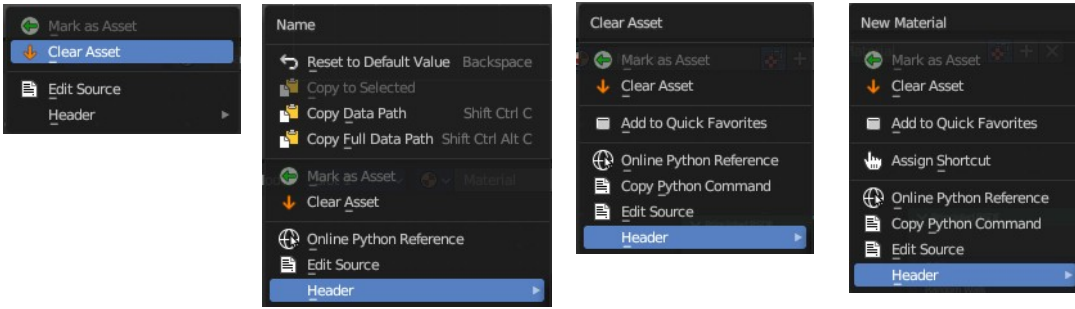 Mark as Asset
Clear Asset
Edit Source
Header
Name
Reset to Default Value Backspace
Copy to Selected
Copy Data Path Shift Ctrl C
Copy Full Data Path Shift Ctrl Alt C
Mark as Asset
Material
Clear Asset
Online Python Reference
Edit Source
Header
Clear Asset
Mark as Asset
Clear Asset
Add to Quick Favorites
Online Python Reference
Copy Python Command
Edit Source
Header
New Material
Mark as Asset
Clear Asset
Add to Quick Favorites
Assign Shortcut
Online Python Reference
Copy Python Command
Edit Source
Header